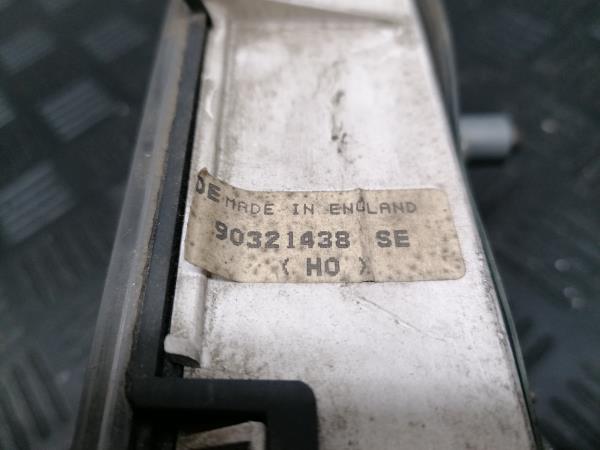 DE
MADE IN ENGLAND
90321438 SE
( HO )